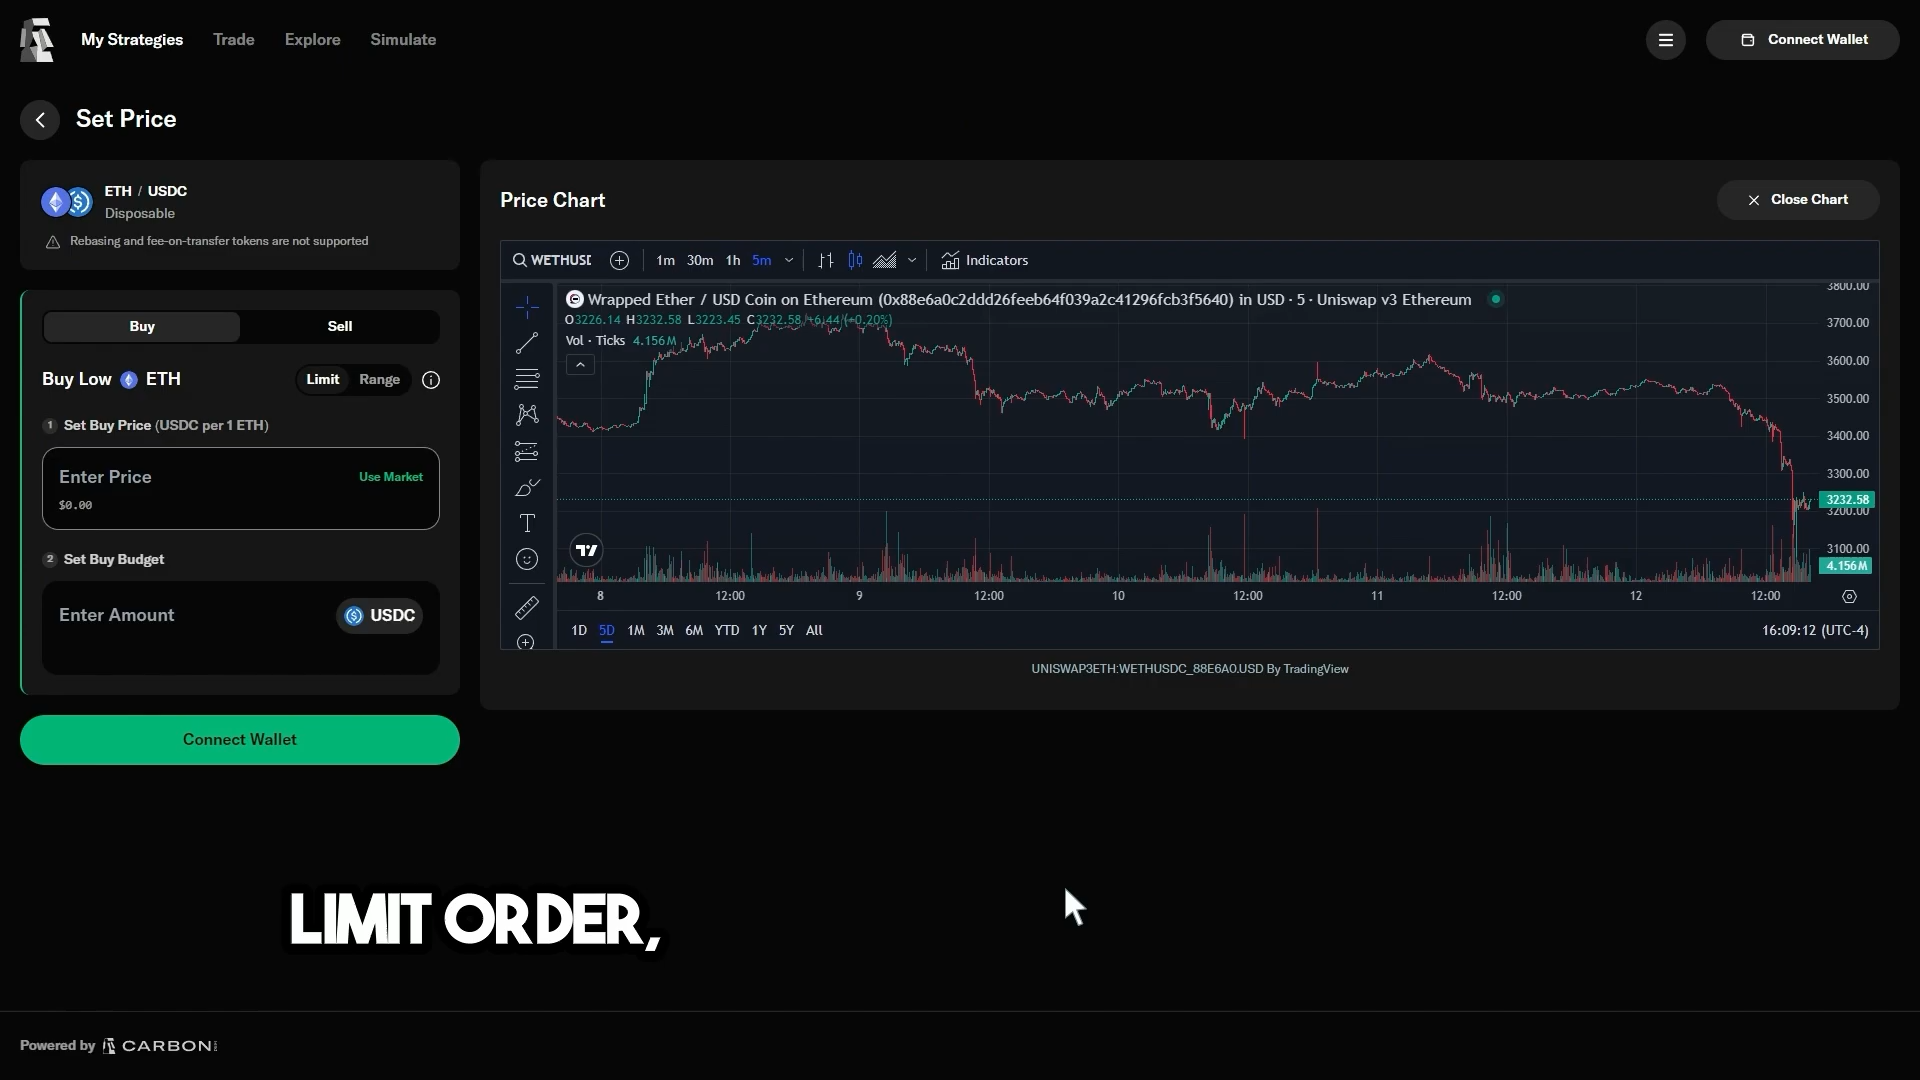 My Strategies Trade Explore Simulate
Connect Wallet
Set Price
ETH / USDC
Disposable
Rebasing and fee-on-transfer tokens are not supported
Buy Sell
Buy Low ETH Limit Range
1 Set Buy Price (USDC per 1 ETH)
Enter Price Use Market
$0.00
2 Set Buy Budget
Enter Amount USDC
Connect Wallet
Price Chart
Close Chart
WETHUSD 1m 30m 1h 5m Indicators
Wrapped Ether / USD Coin on Ethereum (0x88e6a0c2ddd26feeb64f039a2c41296fcb3f5640) in USD · 5 · Uniswap v3 Ethereum
O3226.14 H3232.58 L3223.45 C3232.58 +6.44 (+0.20%)
Vol · Ticks 4.156M
3800.00
3700.00
3600.00
3500.00
3400.00
3300.00
3232.58
3200.00
3100.00
4.156M
8 12:00 9 12:00 10 12:00 11 12:00 12 12:00
1D 5D 1M 3M 6M YTD 1Y 5Y All
16:09:12 (UTC-4)
UNISWAP3ETH:WETHUSDC_88E6A0.USD By TradingView
LIMIT ORDER,
Powered by CARBON